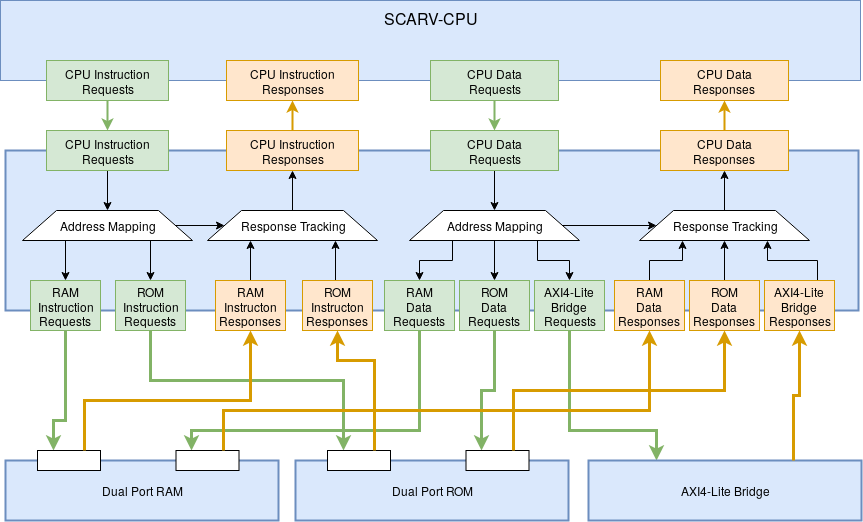 SCARV-CPU
CPU Instruction
Requests
CPU Instruction
Responses
CPU Data
Requests
CPU Data
Responses
CPU Instruction
Requests
CPU Instruction
Responses
CPU Data
Requests
CPU Data
Responses
Address Mapping
Response Tracking
Address Mapping
Response Tracking
RAM
Instruction
Requests
ROM
Instruction
Requests
RAM
Instructon
Responses
ROM
Instructon
Responses
RAM
Data
Requests
ROM
Data
Requests
AXI4-Lite
Bridge
Requests
RAM
Data
Responses
ROM
Data
Responses
AXI4-Lite
Bridge
Responses
Dual Port RAM
Dual Port ROM
AXI4-Lite Bridge